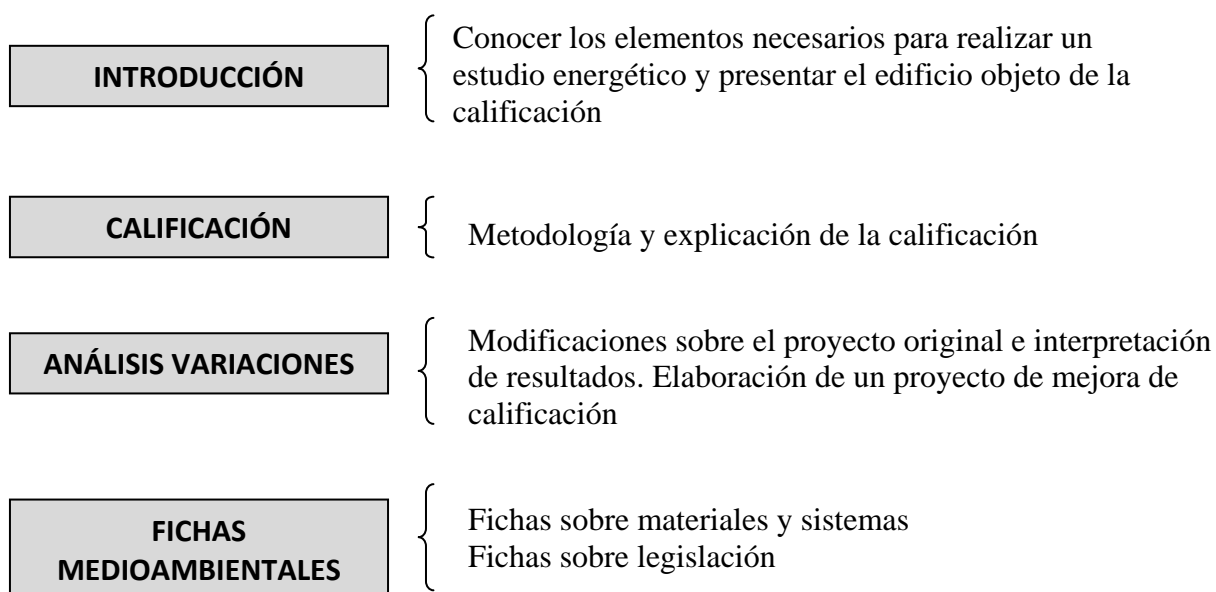 INTRODUCCIÓN
Conocer los elementos necesarios para realizar un
estudio energético y presentar el edificio objeto de la
calificación
CALIFICACIÓN
Metodología y explicación de la calificación
ANÁLISIS VARIACIONES
Modificaciones sobre el proyecto original e interpretación
de resultados. Elaboración de un proyecto de mejora de
calificación
FICHAS
MEDIOAMBIENTALES
Fichas sobre materiales y sistemas
Fichas sobre legislación